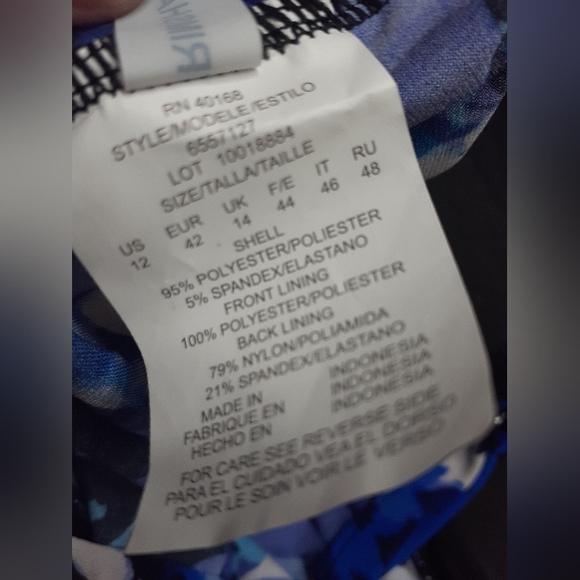 RN 40168
STYLE/MODELE/ESTILO
6557127
LOT 10018884
SIZE/TALLA/TAILLE
US EUR UK F/E IT RU
12 42 14 44 46 48
SHELL
95% POLYESTER/POLIESTER
5% SPANDEX/ELASTANO
FRONT LINING
100% POLYESTER/POLIESTER
BACK LINING
79% NYLON/POLIAMIDA
21% SPANDEX/ELASTANO
MADE IN INDONESIA
FABRIQUE EN INDONESIA
HECHO EN INDONESIA
FOR CARE SEE REVERSE SIDE
PARA EL CUIDADO VEA EL DORSO
POUR LE SOIN VOIR LE VERSO